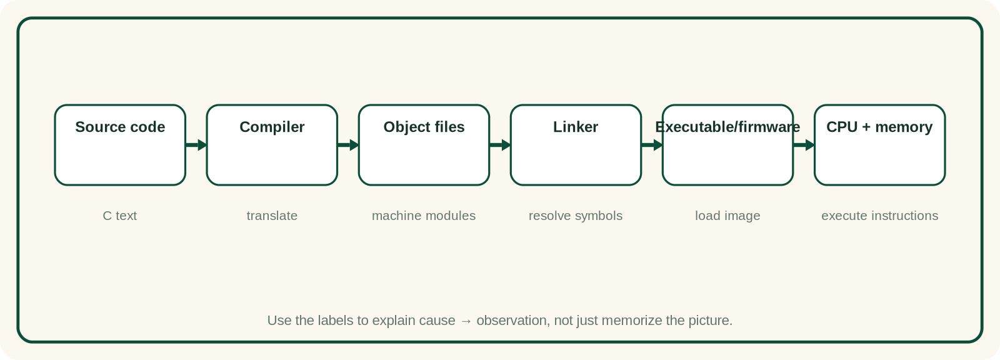 Source code
Compiler
Object files
Linker
Executable/firmware
CPU + memory
C text
translate
machine modules
resolve symbols
load image
execute instructions
Use the labels to explain cause → observation, not just memorize the picture.